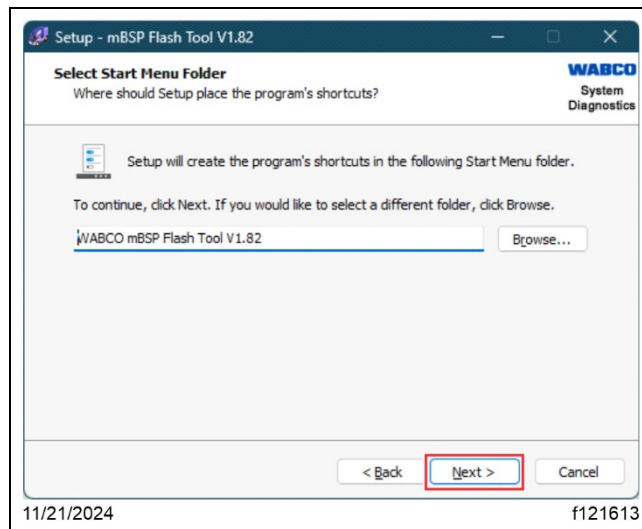 Setup - mBSP Flash Tool V1.82
Select Start Menu Folder
Where should Setup place the program's shortcuts?
WABCO
System
Diagnostics
Setup will create the program's shortcuts in the following Start Menu folder.
To continue, click Next. If you would like to select a different folder, click Browse.
WABCO mBSP Flash Tool V1.82
Browse...
< Back
Next >
Cancel
11/21/2024
f121613